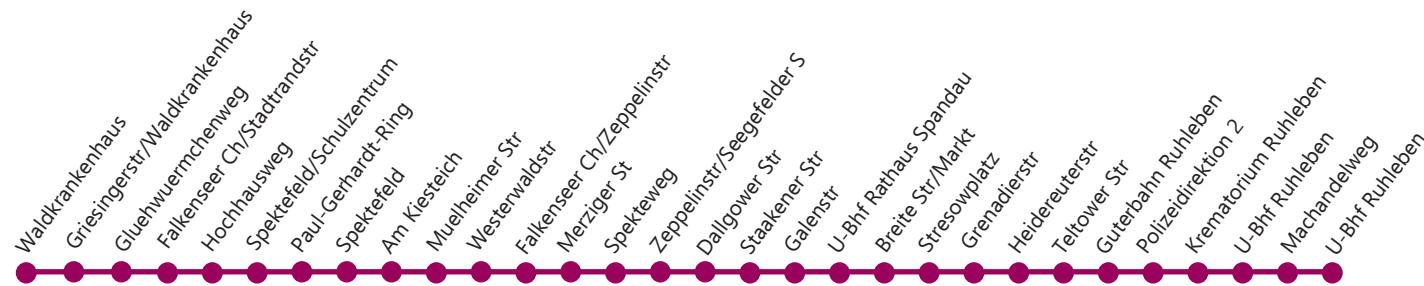 Waldkrankenhaus
Griesingerstr/Waldkrankenhaus
Gluehwuermchenweg
Falkenseer Ch/Stadtrandstr
Hochhausweg
Spektefeld/Schulzentrum
Paul-Gerhardt-Ring
Spektefeld
Am Kiesteich
Muelheimer Str
Westerwaldstr
Falkenseer Ch/Zeppelinstr
Merziger St
Spekteweg
Zeppelinstr/Seegefelder S
Dallgower Str
Staakener Str
Galenstr
U-Bhf Rathaus Spandau
Breite Str/Markt
Stresowplatz
Grenadierstr
Heidereuterstr
Teltower Str
Guterbahn Ruhleben
Polizeidirektion 2
Krematorium Ruhleben
U-Bhf Ruhleben
Machandelweg
U-Bhf Ruhleben